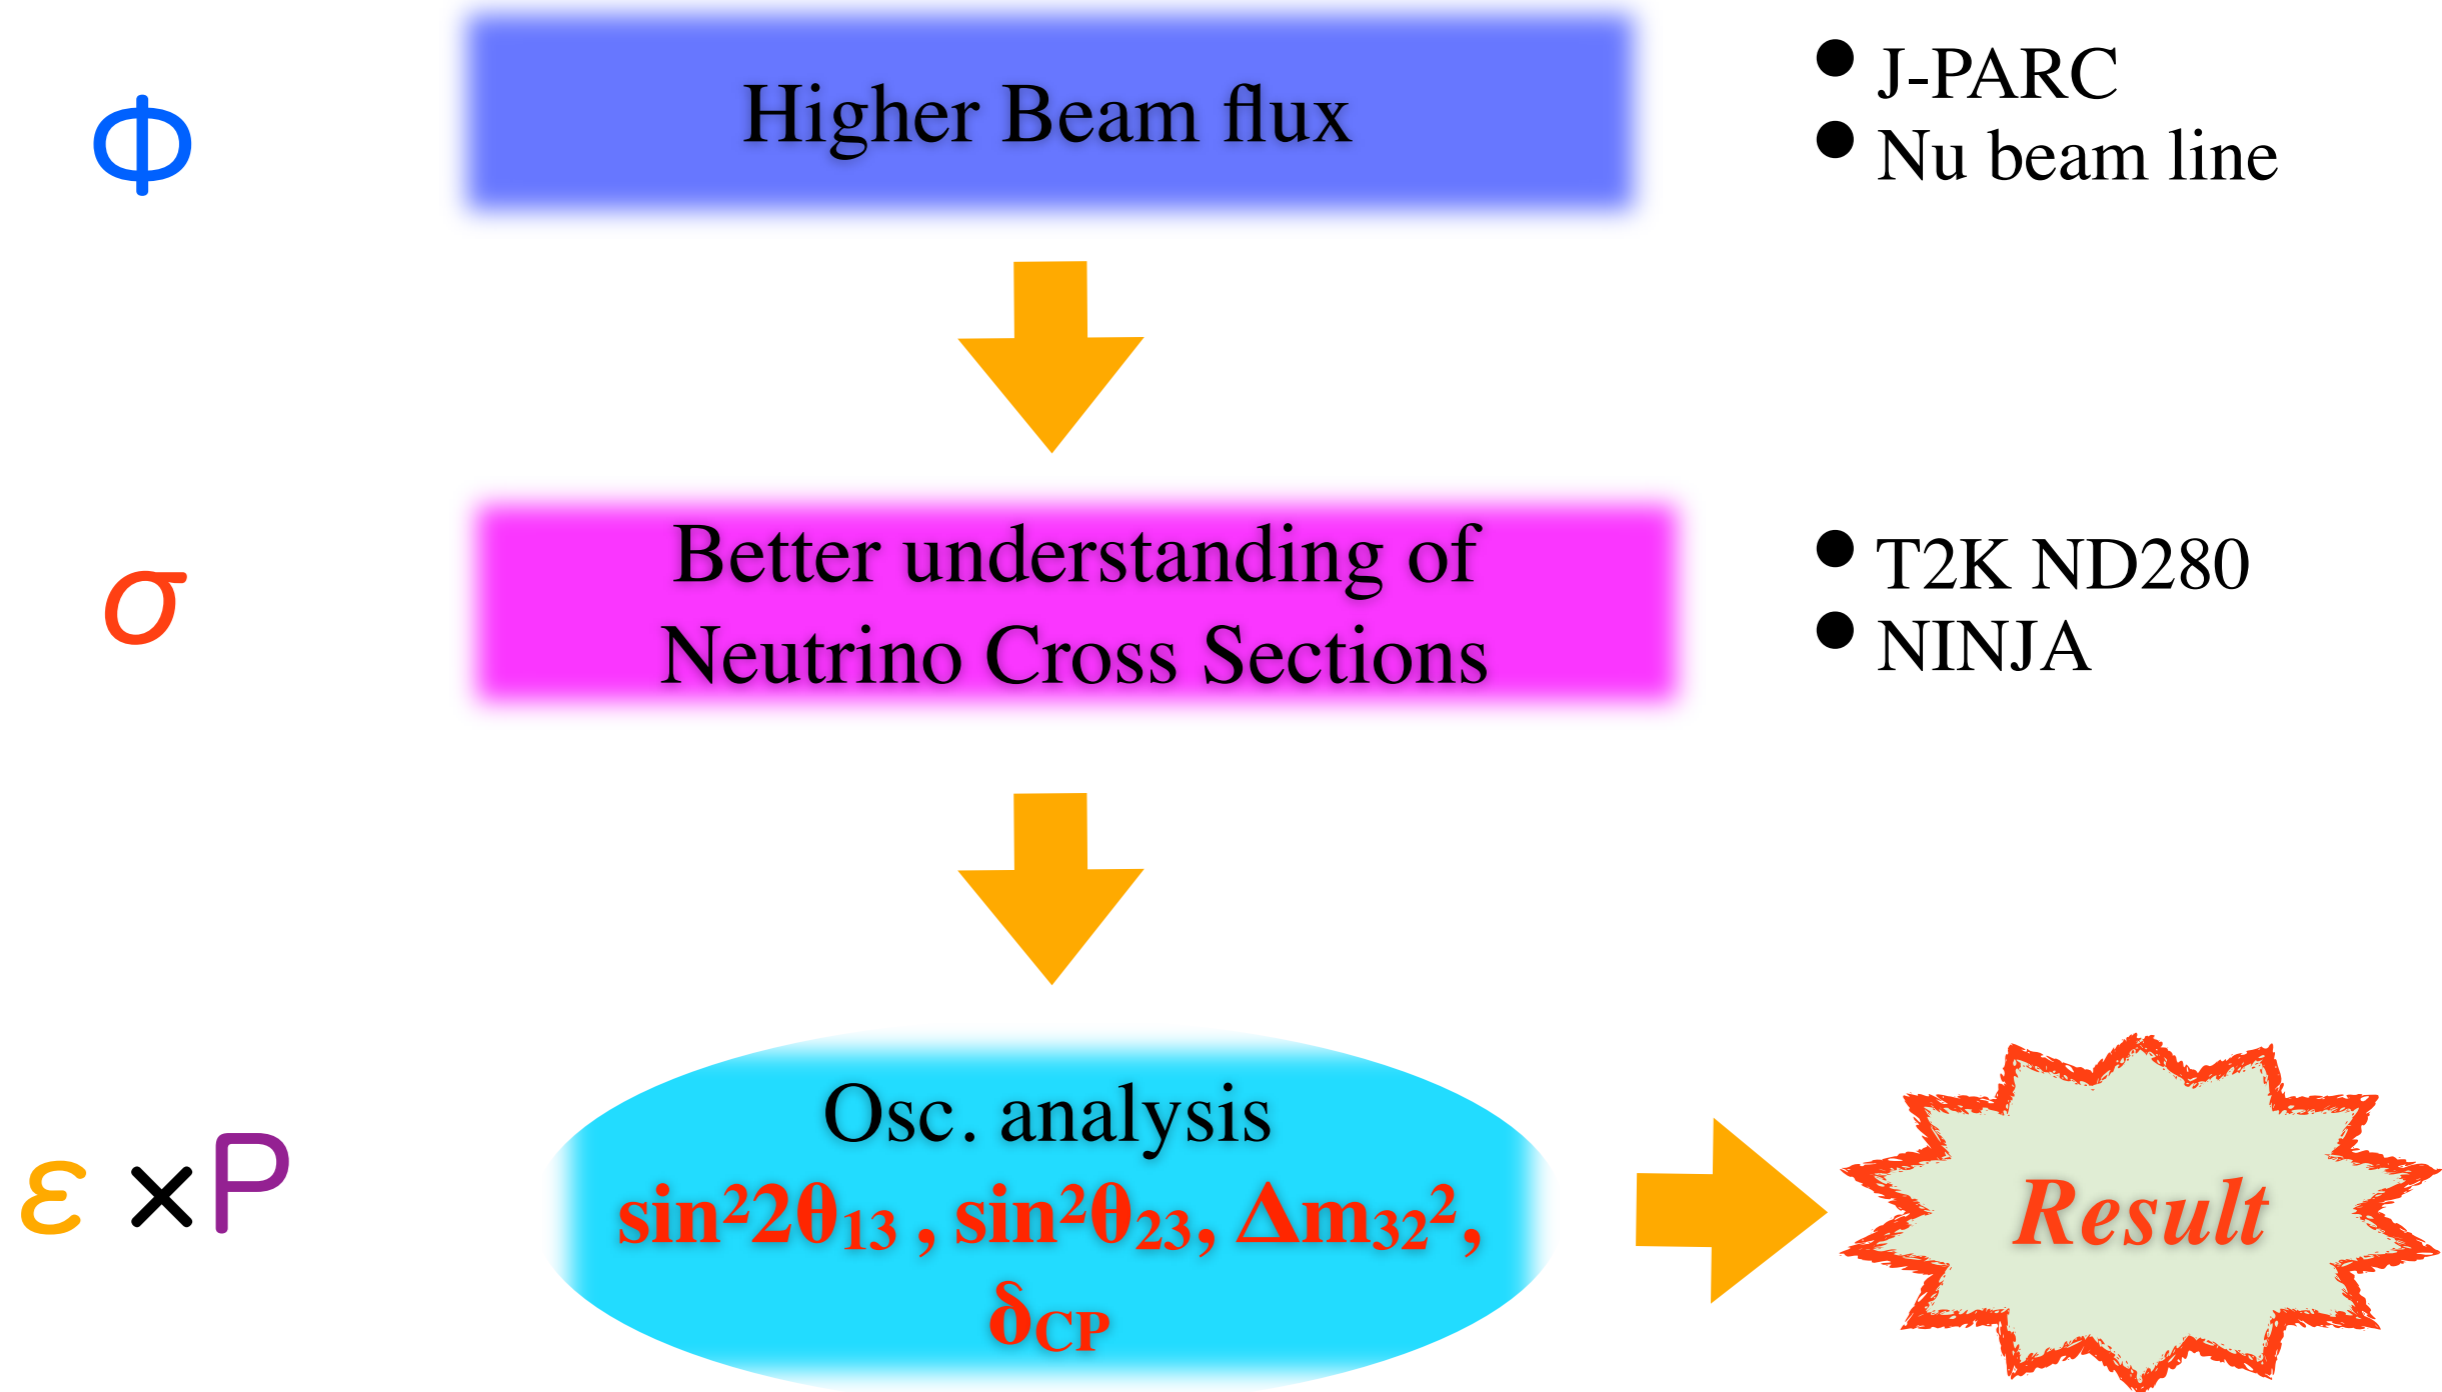 Φ
Higher Beam flux
• J-PARC
• Nu beam line
σ
Better understanding of
Neutrino Cross Sections
• T2K ND280
• NINJA
ε × P
Osc. analysis
sin²2θ₁₃ , sin²θ₂₃, Δm₃₂²,
δCP
Result